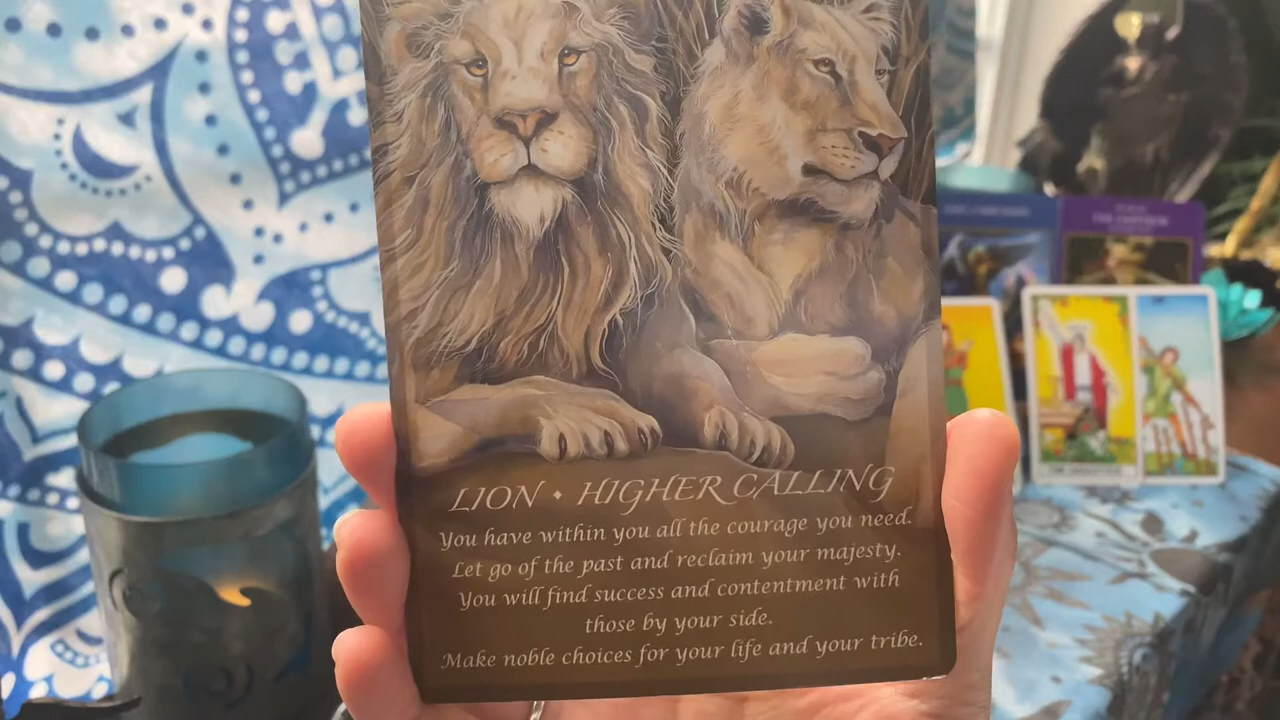 LION • HIGHER CALLING
You have within you all the courage you need.
Let go of the past and reclaim your majesty.
You will find success and contentment with
those by your side.
Make noble choices for your life and your tribe.